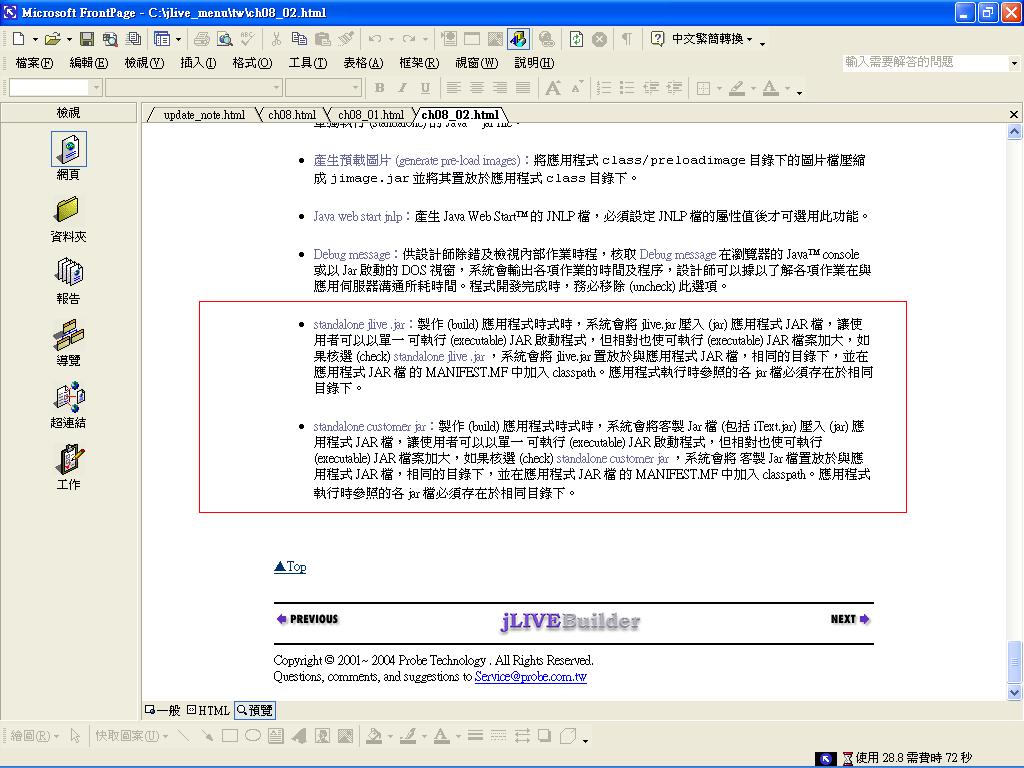 Microsoft FrontPage - C:\jlive_menu\tw\ch08_02.html
中文繁簡轉換
檔案(F) 編輯(E) 檢視(V) 插入(I) 格式(O) 工具(T) 表格(A) 框架(R) 視窗(W) 說明(H) 輸入需要解答的問題
檢視
update_note.html ch08.html ch08_01.html ch08_02.html
網頁
資料夾
報告
導覽
超連結
工作
單獨執行 (standalone) 的 Java™ jar file。
• 產生預載圖片 (generate pre-load images)：將應用程式 class/preloadimage 目錄下的圖片檔壓縮
成 jimage.jar 並將其置放於應用程式 class 目錄下。
• Java web start jnlp：產生 Java Web Start™ 的 JNLP 檔，必須設定 JNLP 檔的屬性值後才可選用此功能。
• Debug message：供設計師除錯及檢視內部作業時程，核取 Debug message 在瀏覽器的 Java™ console
或以 Jar 啟動的 DOS 視窗，系統會輸出各項作業的時間及程序，設計師可以據以了解各項作業在與
應用伺服器溝通所耗時間。程式開發完成時，務必移除 (uncheck) 此選項。
• standalone jlive .jar：製作 (build) 應用程式時式時，系統會將 jlive.jar 壓入 (jar) 應用程式 JAR 檔，讓使
用者可以以單一 可執行 (executable) JAR 啟動程式，但相對也使可執行 (executable) JAR 檔案加大，如
果核選 (check) standalone jlive .jar ，系統會將 jlive.jar 置放於與應用程式 JAR 檔，相同的目錄下，並在
應用程式 JAR 檔 的 MANIFEST.MF 中加入 classpath。應用程式執行時參照的各 jar 檔必須存在於相同
目錄下。
• standalone customer jar：製作 (build) 應用程式時式時，系統會將客製 Jar 檔 (包括 iText.jar) 壓入 (jar) 應
用程式 JAR 檔，讓使用者可以以單一 可執行 (executable) JAR 啟動程式，但相對也使可執行
(executable) JAR 檔案加大，如果核選 (check) standalone customer jar ，系統會將 客製 Jar 檔置放於與應
用程式 JAR 檔，相同的目錄下，並在應用程式 JAR 檔 的 MANIFEST.MF 中加入 classpath。應用程式
執行時參照的各 jar 檔必須存在於相同目錄下。
▲Top
PREVIOUS jLIVEBuilder NEXT
Copyright © 2001~ 2004 Probe Technology . All Rights Reserved.
Questions, comments, and suggestions to Service@probe.com.tw
一般 HTML 預覽
繪圖(R) 快取圖案(U)
使用 28.8 需費時 72 秒